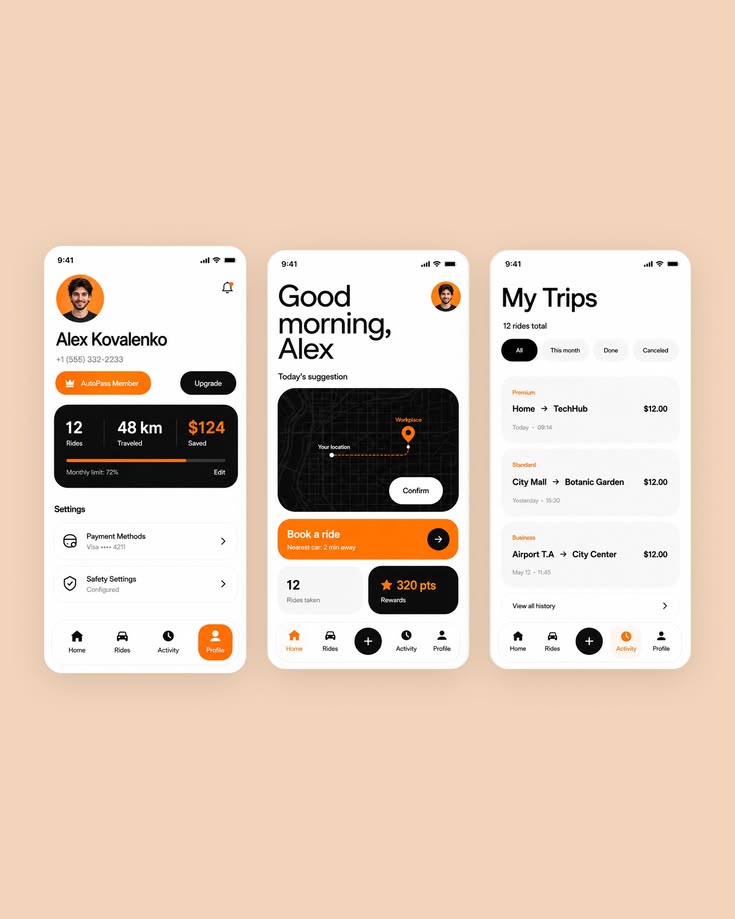 9:41
Alex Kovalenko
+1 (555) 332-2233
AutoPass Member
Upgrade
12
Rides
48 km
Traveled
$124
Saved
Monthly limit: 72%
Edit
Settings
Payment Methods
Visa •••• 4211
Safety Settings
Configured
Home
Rides
Activity
Profile
9:41
Good
morning,
Alex
Today's suggestion
Workplace
Your location
Confirm
Book a ride
Nearest car: 2 min away
12
Rides taken
320 pts
Rewards
Home
Rides
+
Activity
Profile
9:41
My Trips
12 rides total
All
This month
Done
Canceled
Premium
Home → TechHub
$12.00
Today • 09:14
Standard
City Mall → Botanic Garden
$12.00
Yesterday • 15:20
Business
Airport T.A → City Center
$12.00
May 12 • 11:45
View all history
Home
Rides
+
Activity
Profile